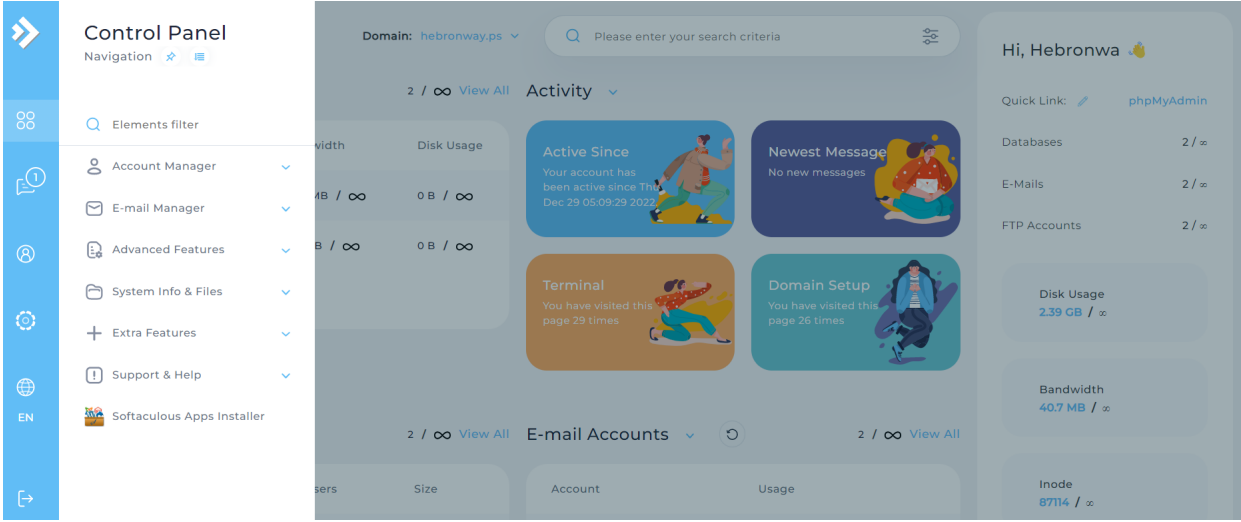 Control Panel
Navigation
1
Elements filter
Account Manager
E-mail Manager
Advanced Features
System Info & Files
Extra Features
Support & Help
Softaculous Apps Installer
EN
Domain: hebronway.ps
Please enter your search criteria
2 / ∞ View All
Disk Usage
MB / ∞
0 B / ∞
B / ∞
0 B / ∞
Activity
Active Since
Your account has
been active since Thu
Dec 29 05:09:29 2022.
Newest Message
No new messages
Terminal
You have visited this
page 29 times
Domain Setup
You have visited this
page 26 times
2 / ∞ View All
Size
E-mail Accounts
2 / ∞ View All
Account
Usage
Hi, Hebronwa 👋
Quick Link: phpMyAdmin
Databases 2 / ∞
E-Mails 2 / ∞
FTP Accounts 2 / ∞
Disk Usage
2.39 GB / ∞
Bandwidth
40.7 MB / ∞
Inode
87114 / ∞